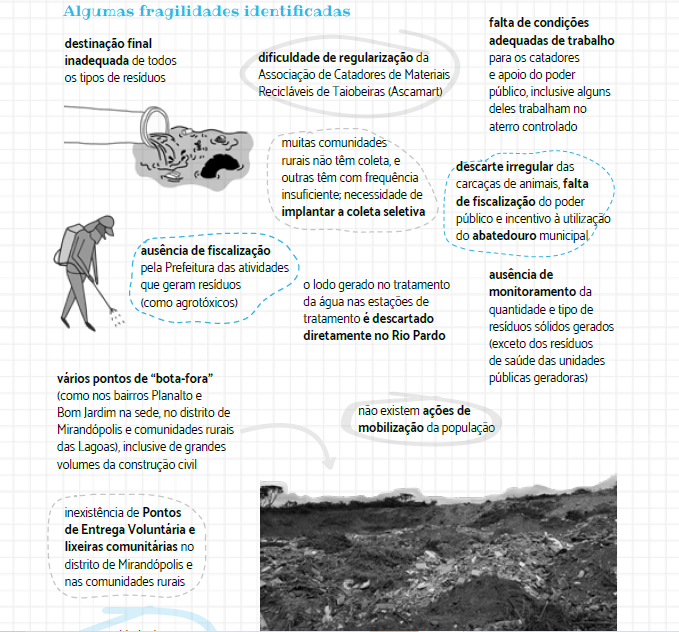 Algumas fragilidades identificadas
destinação final
inadequada de todos
os tipos de resíduos
dificuldade de regularização da
Associação de Catadores de Materiais
Recicláveis de Taiobeiras (Ascamart)
falta de condições
adequadas de trabalho
para os catadores
e apoio do poder
público, inclusive alguns
deles trabalham no
aterro controlado
muitas comunidades
rurais não têm coleta, e
outras têm com frequência
insuficiente; necessidade de
implantar a coleta seletiva
descarte irregular das
carcaças de animais, falta
de fiscalização do poder
público e incentivo à utilização
do abatedouro municipal
ausência de fiscalização
pela Prefeitura das atividades
que geram resíduos
(como agrotóxicos)
o lodo gerado no tratamento
da água nas estações de
tratamento é descartado
diretamente no Rio Pardo
ausência de
monitoramento da
quantidade e tipo de
resíduos sólidos gerados
(exceto dos resíduos
de saúde das unidades
públicas geradoras)
vários pontos de “bota-fora”
(como nos bairros Planalto e
Bom Jardim na sede, no distrito de
Mirandópolis e comunidades rurais
das Lagoas), inclusive de grandes
volumes da construção civil
não existem ações de
mobilização da população
inexistência de Pontos
de Entrega Voluntária e
lixeiras comunitárias no
distrito de Mirandópolis e
nas comunidades rurais